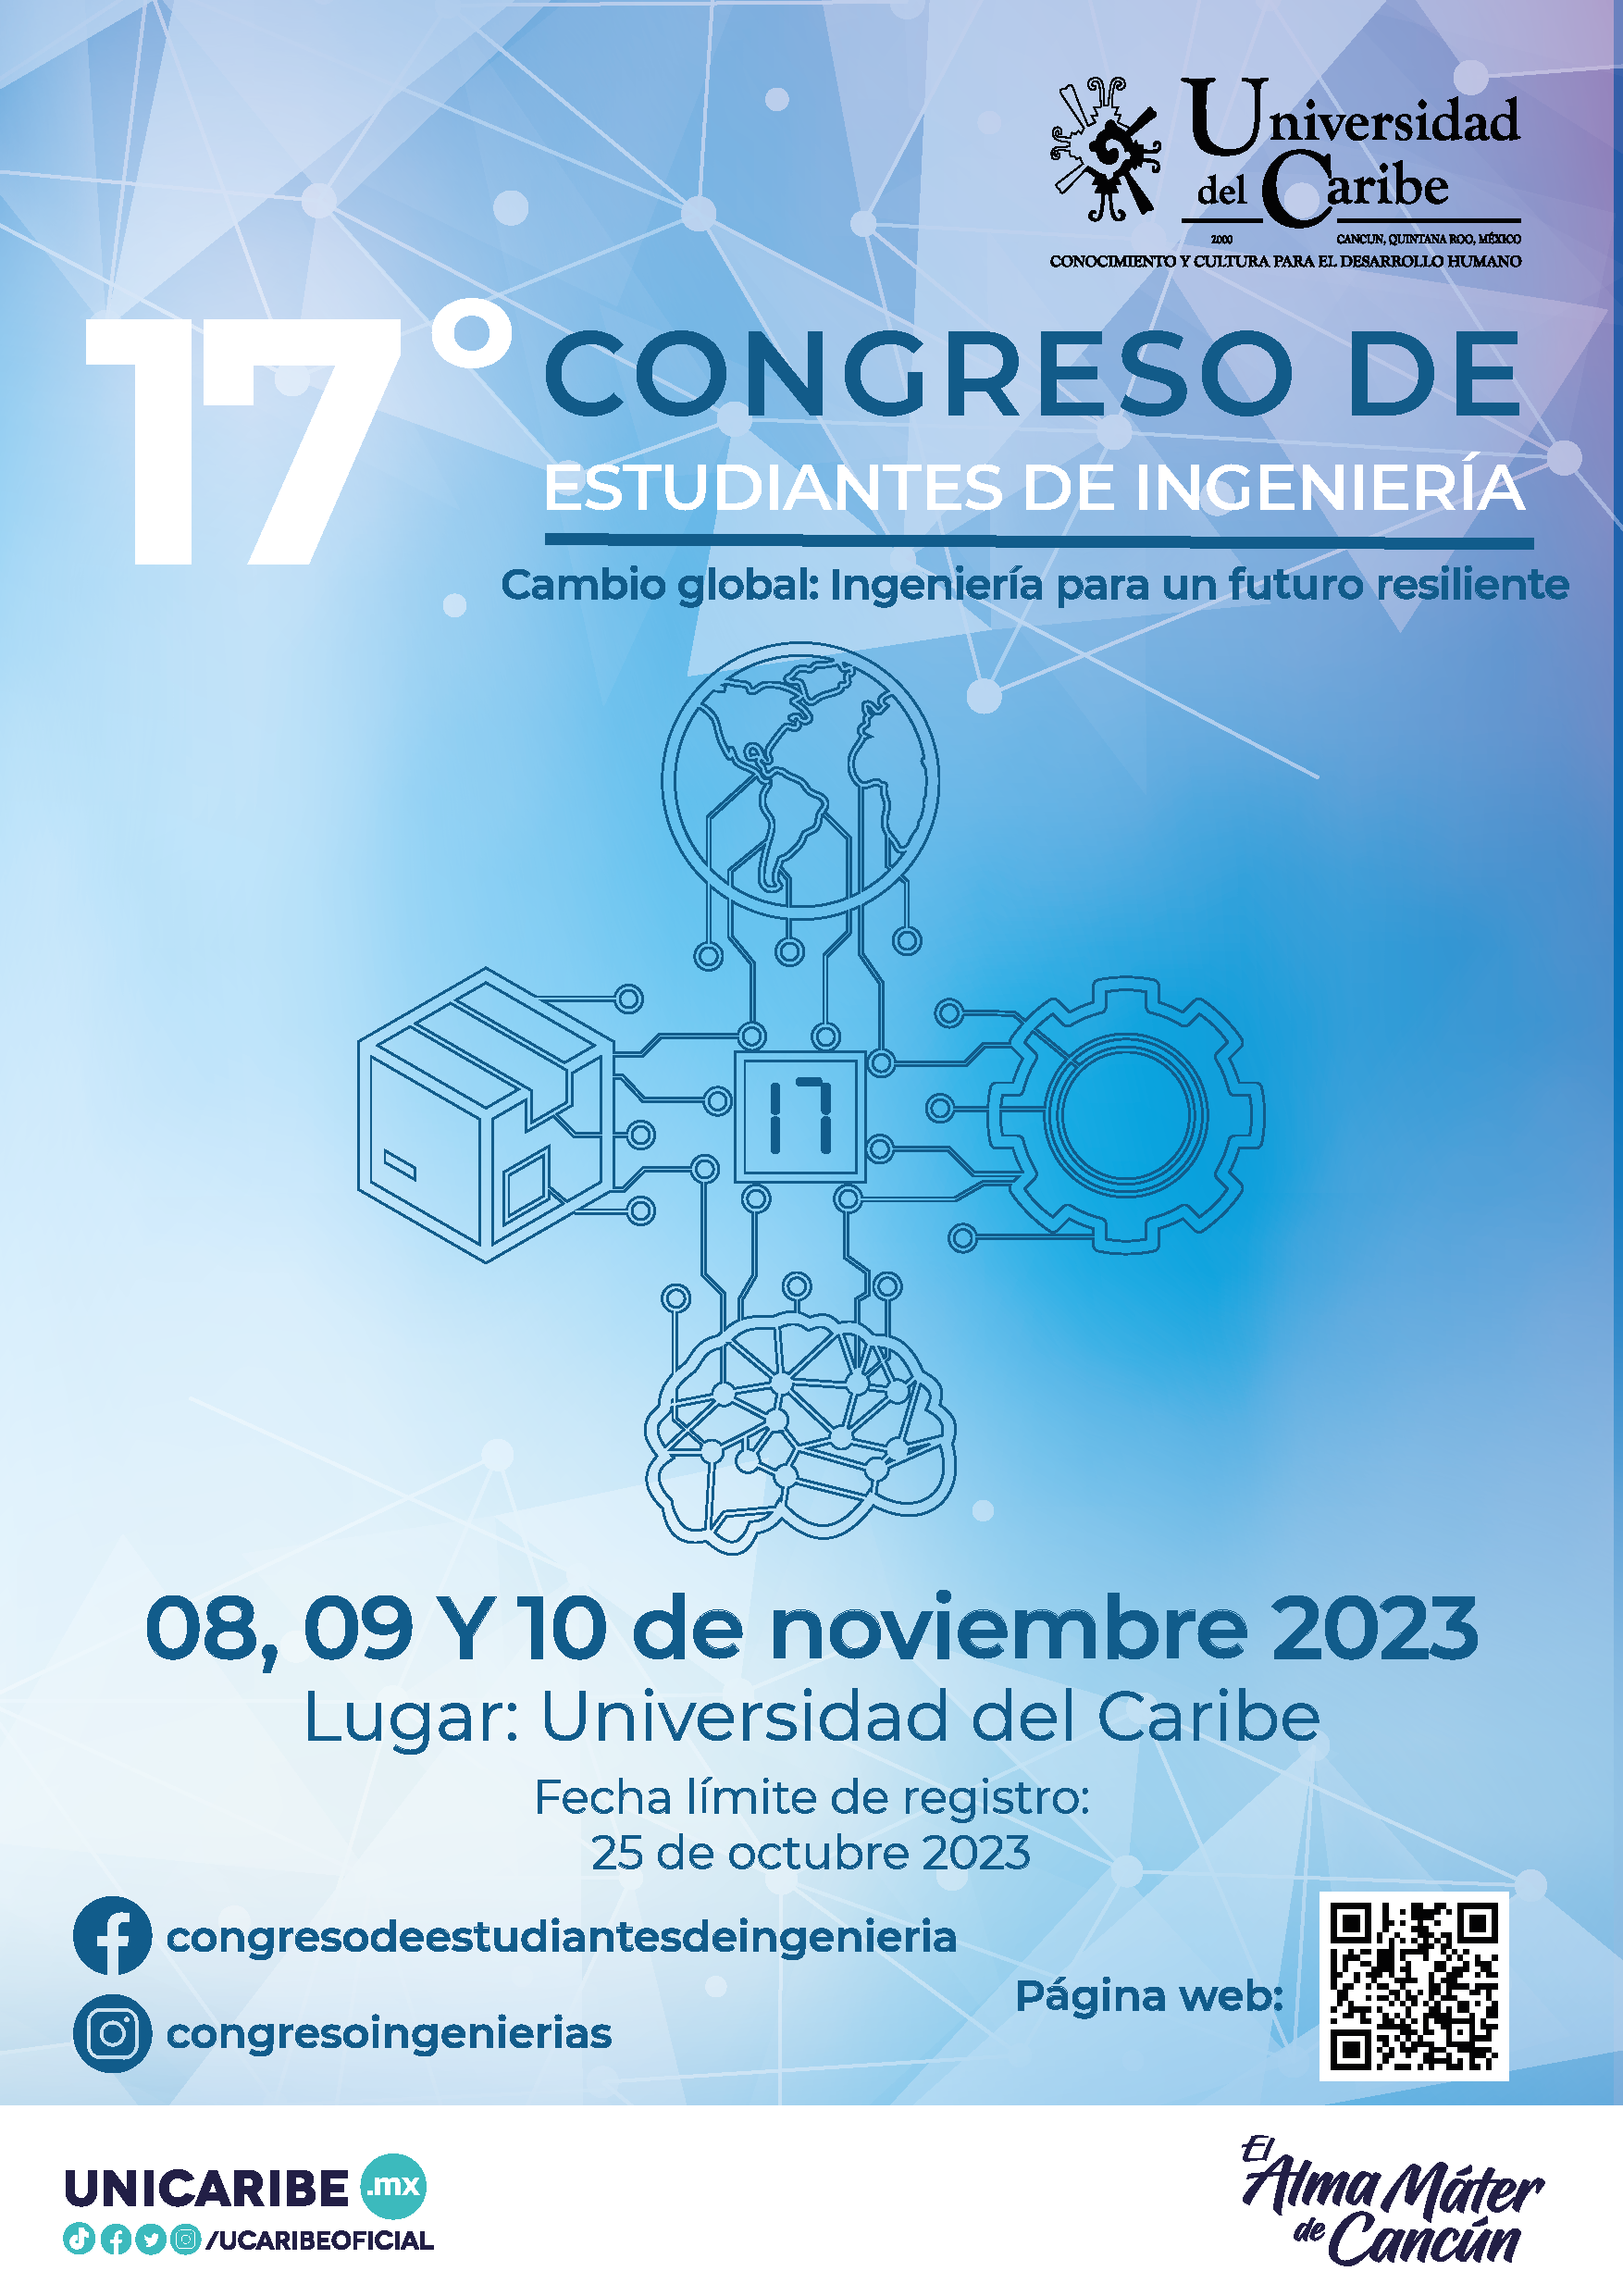 Universidad
del Caribe
2000 CANCUN, QUINTANA ROO, MÉXICO
CONOCIMIENTO Y CULTURA PARA EL DESARROLLO HUMANO
17° CONGRESO DE
ESTUDIANTES DE INGENIERÍA
Cambio global: Ingeniería para un futuro resiliente
17
08, 09 Y 10 de noviembre 2023
Lugar: Universidad del Caribe
Fecha límite de registro:
25 de octubre 2023
congresodeestudiantesdeingenieria
Página web:
congresoingenierias
UNICARIBE .mx
/UCARIBEOFICIAL
El
Alma Máter
de Cancún